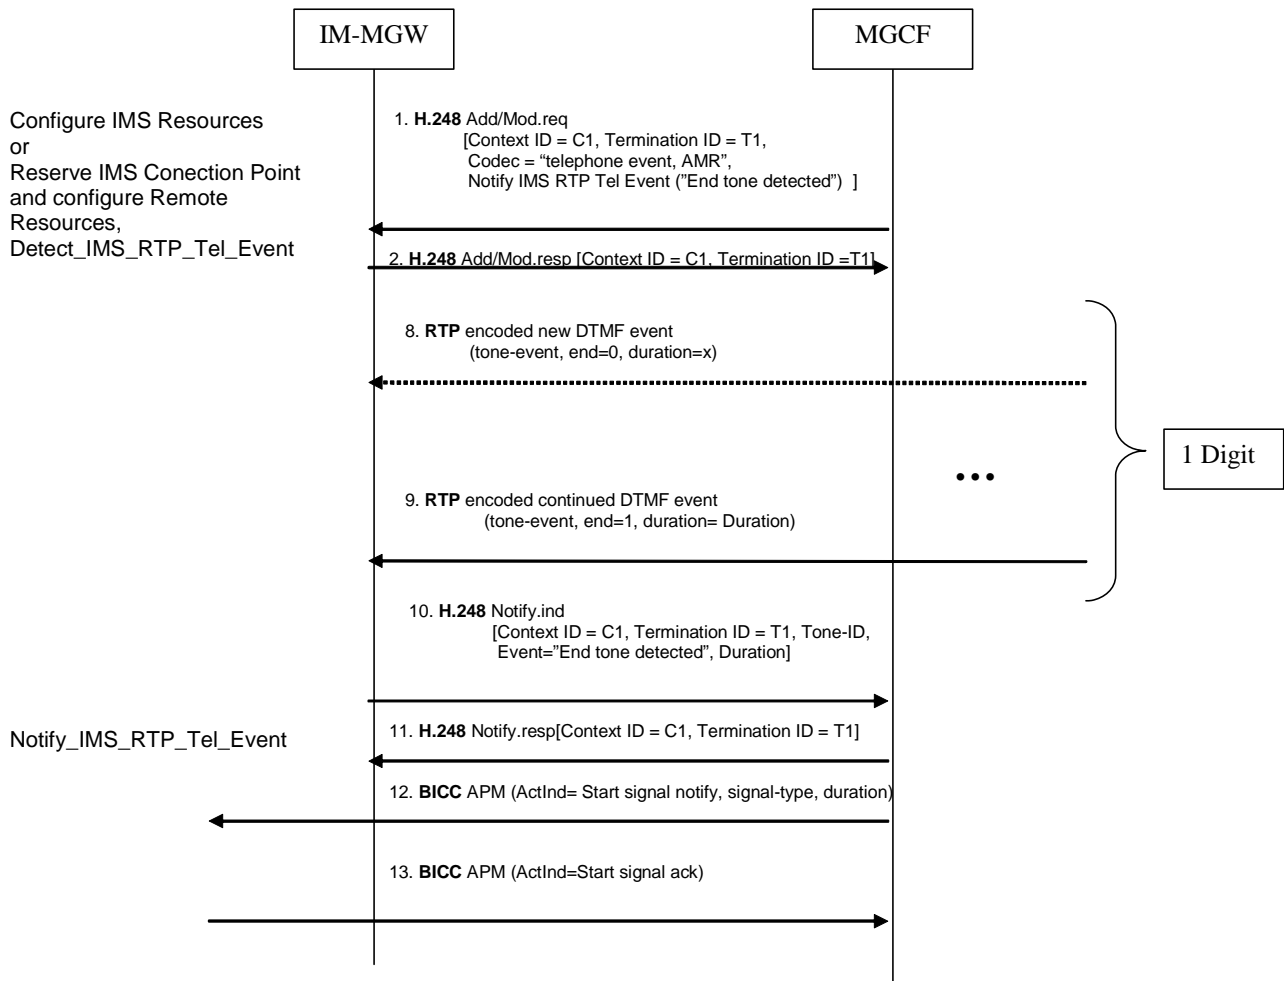 IM-MGW
MGCF
Configure IMS Resources
or
Reserve IMS Conection Point
and configure Remote
Resources,
Detect_IMS_RTP_Tel_Event
1. H.248 Add/Mod.req
[Context ID = C1, Termination ID = T1,
Codec = “telephone event, AMR”,
Notify IMS RTP Tel Event (”End tone detected”) ]
2. H.248 Add/Mod.resp [Context ID = C1, Termination ID =T1]
8. RTP encoded new DTMF event
(tone-event, end=0, duration=x)
1 Digit
...
9. RTP encoded continued DTMF event
(tone-event, end=1, duration= Duration)
10. H.248 Notify.ind
[Context ID = C1, Termination ID = T1, Tone-ID,
Event=”End tone detected”, Duration]
Notify_IMS_RTP_Tel_Event
11. H.248 Notify.resp[Context ID = C1, Termination ID = T1]
12. BICC APM (ActInd= Start signal notify, signal-type, duration)
13. BICC APM (ActInd=Start signal ack)